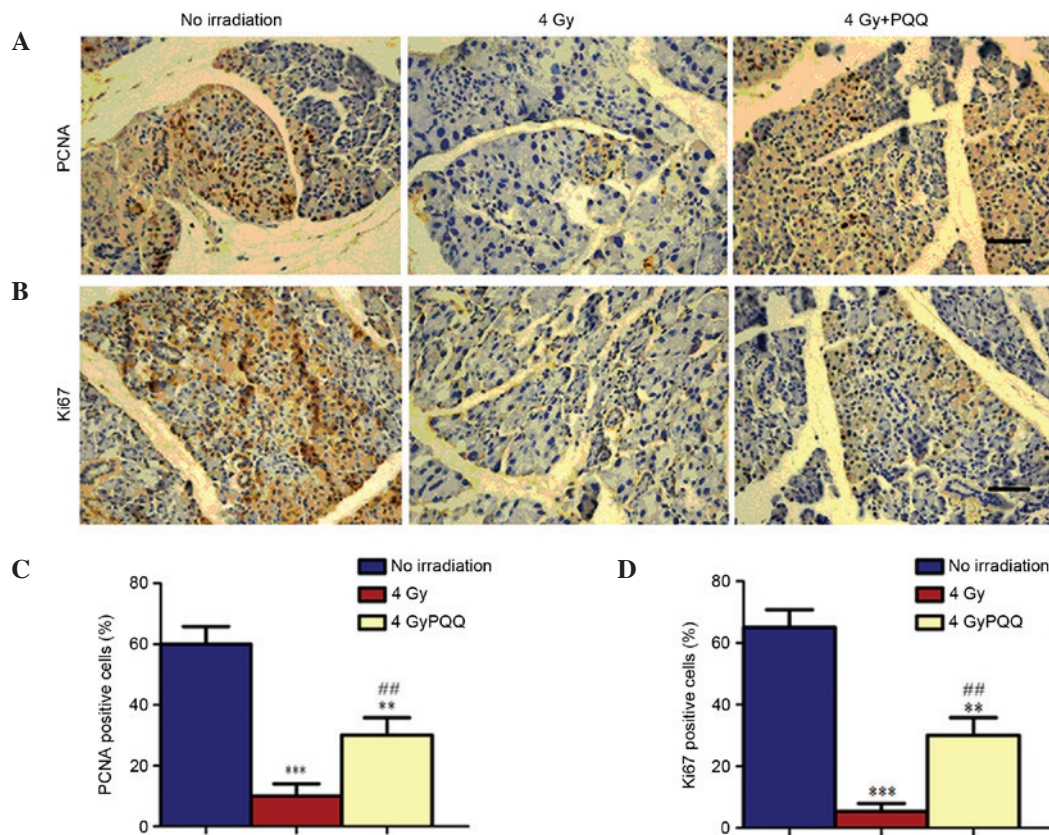 No irradiation 4 Gy 4 Gy+PQQ
A
PCNA
B
Ki67
C
No irradiation
4 Gy
4 GyPQQ
PCNA positive cells (%)
80
60
40
20
0
***
##
**
D
No irradiation
4 Gy
4 GyPQQ
Ki67 positive cells (%)
80
60
40
20
0
***
##
**